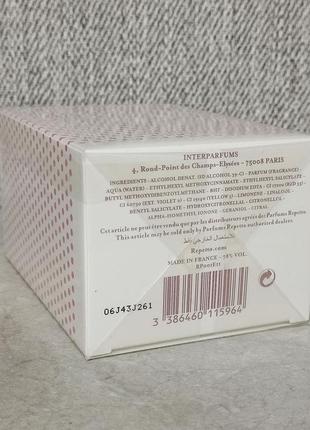 INTERPARFUMS
4, Rond-Point des Champs-Elysées - 75008 PARIS
INGREDIENTS : ALCOHOL DENAT. (SD ALCOHOL 39-C) - PARFUM (FRAGRANCE) -
AQUA (WATER) - ETHYLHEXYL METHOXYCINNAMATE - ETHYLHEXYL SALICYLATE -
BUTYL METHOXYDIBENZOYLMETHANE - BHT - DISODIUM EDTA - CI 17200 (RED 33) -
CI 60730 (EXT. VIOLET 2) - CI 19140 (YELLOW 5) - LIMONENE - LINALOOL -
BENZYL SALICYLATE - HYDROXYCITRONELLAL - CITRONELLOL -
ALPHA-ISOMETHYL IONONE - GERANIOL - CITRAL
Cet article ne peut être vendu que par les distributeurs agréés des Parfums Repetto.
This article may be sold only by Parfums Repetto authorized dealers.
للاستعمال الخارجي فقط
Repetto.com
MADE IN FRANCE - 78% VOL.
RP002E11
06J43J261
3 386460 115964